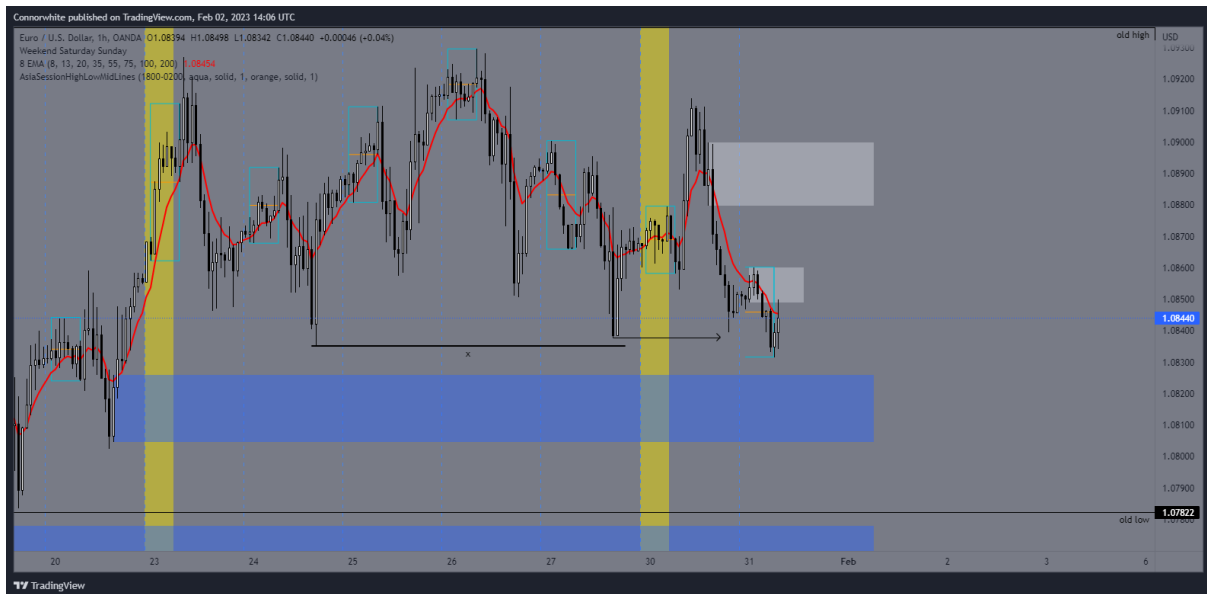 Connorwhite published on TradingView.com, Feb 02, 2023 14:06 UTC
Euro / U.S. Dollar, 1h, OANDA O1.08394 H1.08498 L1.08342 C1.08440 +0.00046 (+0.04%)
Weekend Saturday Sunday
8 EMA (8, 13, 20, 35, 55, 75, 100, 200) 1.08454
AsiaSessionHighLowMidLines (1800-0200, aqua, solid, 1, orange, solid, 1)
old high
USD
1.09300
1.09200
1.09100
1.09000
1.08900
1.08800
1.08700
1.08600
1.08500
1.08440
1.08400
1.08300
1.08200
1.08100
1.08000
1.07900
1.07822
1.07800
x
old low
20 23 24 25 26 27 30 31 Feb 2 3 6
TradingView